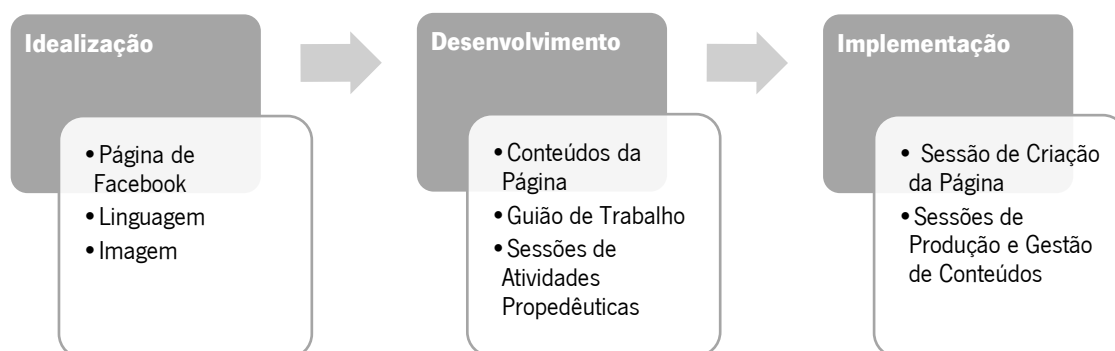 Idealização
• Página de
Facebook
• Linguagem
• Imagem
Desenvolvimento
• Conteúdos da
Página
• Guião de Trabalho
• Sessões de
Atividades
Propedêuticas
Implementação
• Sessão de Criação
da Página
• Sessões de
Produção e Gestão
de Conteúdos